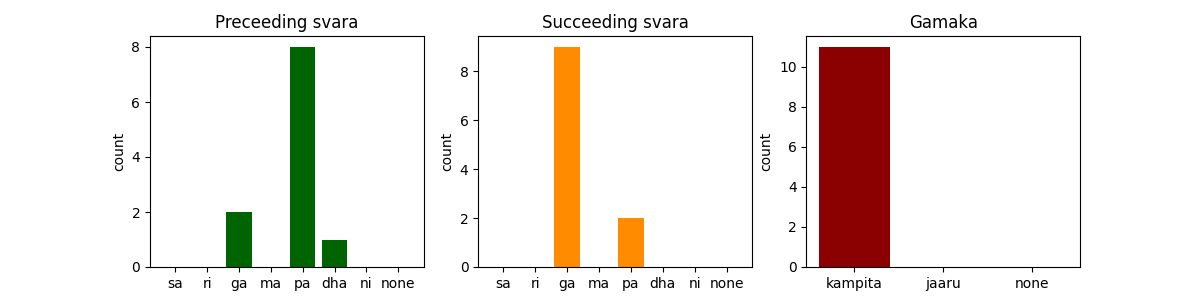 Preceeding svara
count
8
6
4
2
0
sa ri ga ma pa dha ni none
Succeeding svara
count
8
6
4
2
0
sa ri ga ma pa dha ni none
Gamaka
count
10
8
6
4
2
0
kampita jaaru none